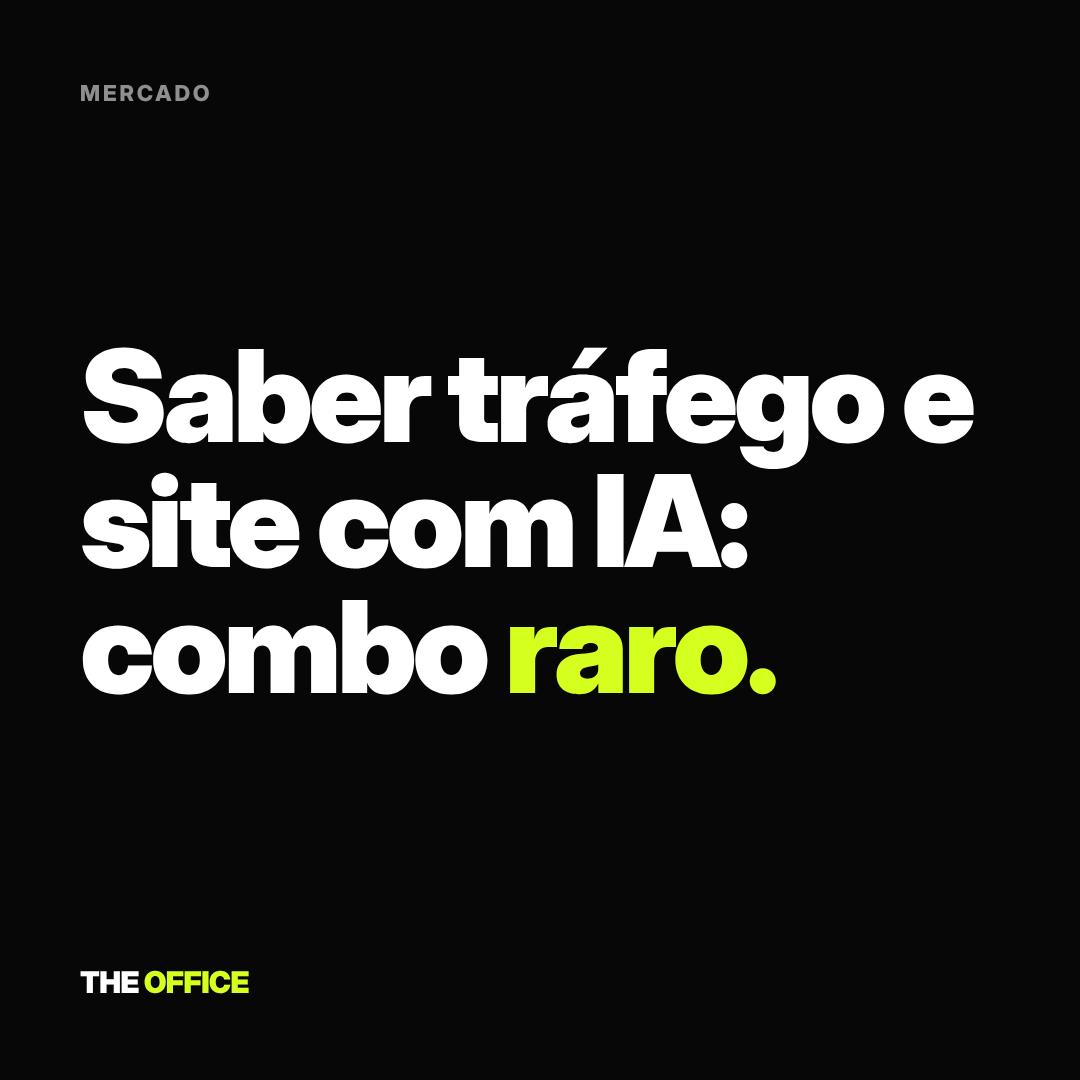 MERCADO
Saber tráfego e
site com IA:
combo raro.
THE OFFICE